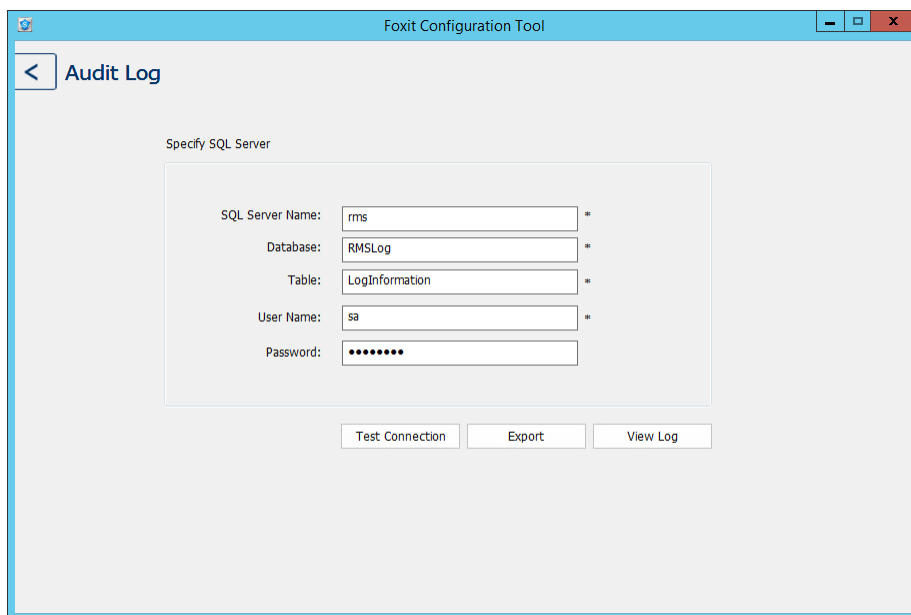 Foxit Configuration Tool
< Audit Log
Specify SQL Server
SQL Server Name: rms *
Database: RMSLog *
Table: LogInformation *
User Name: sa *
Password: ●●●●●●●●
Test Connection Export View Log